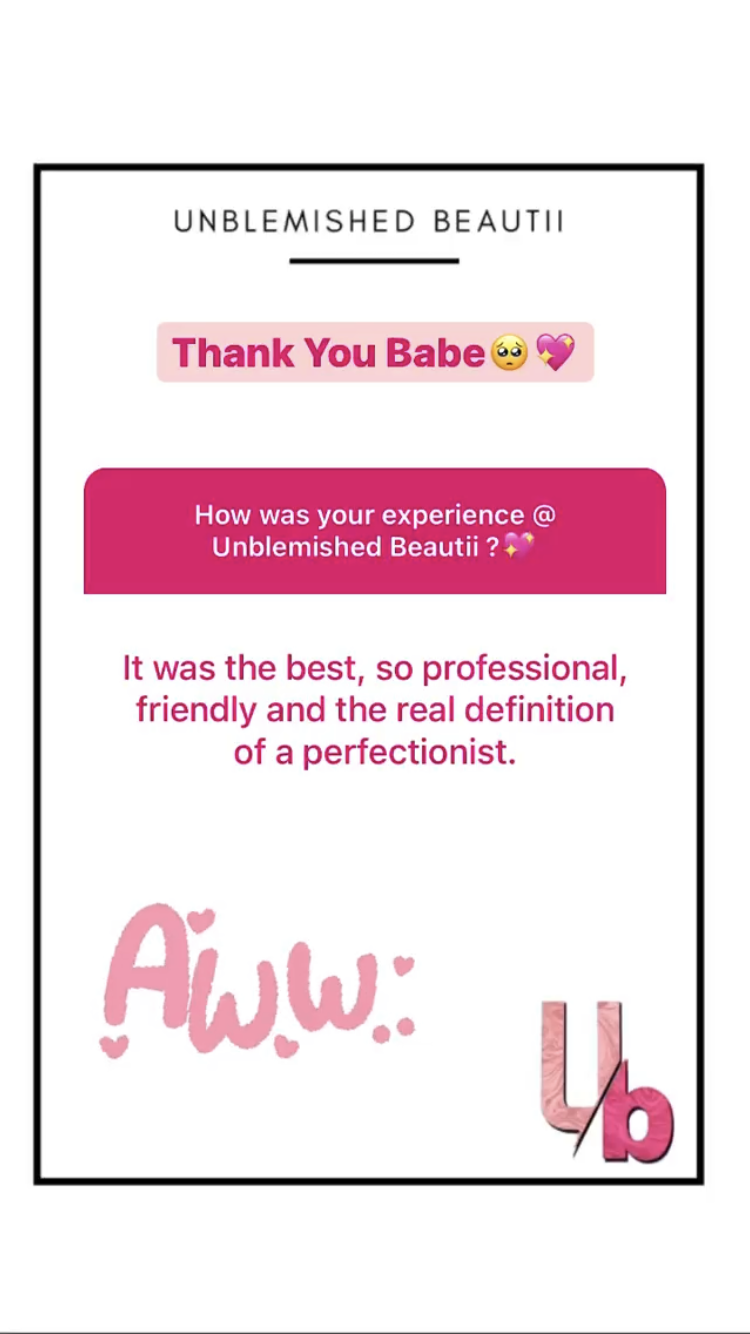 UNBLEMISHED BEAUTII
Thank You Babe🥺💖
How was your experience @
Unblemished Beautii ?💖
It was the best, so professional,
friendly and the real definition
of a perfectionist.
Aww
Ub